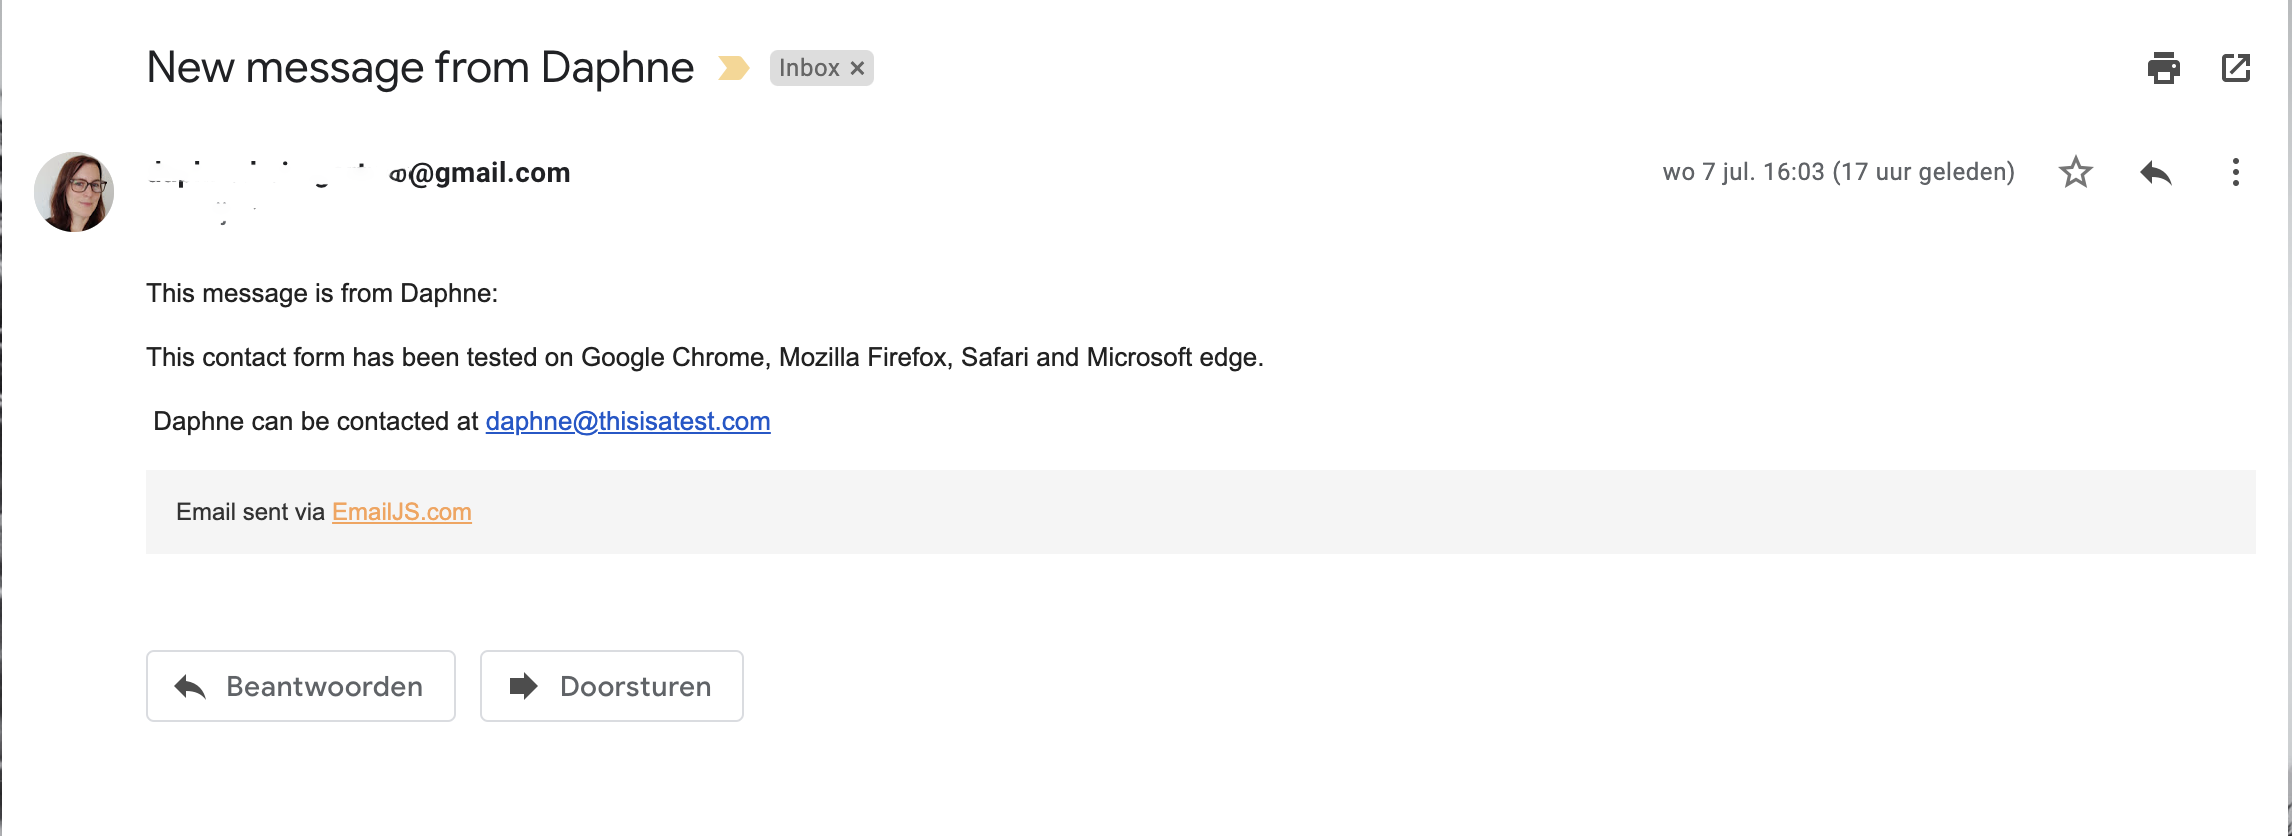 New message from Daphne
Inbox ×
@gmail.com
wo 7 jul. 16:03 (17 uur geleden)
This message is from Daphne:
This contact form has been tested on Google Chrome, Mozilla Firefox, Safari and Microsoft edge.
Daphne can be contacted at daphne@thisisatest.com
Email sent via EmailJS.com
Beantwoorden
Doorsturen